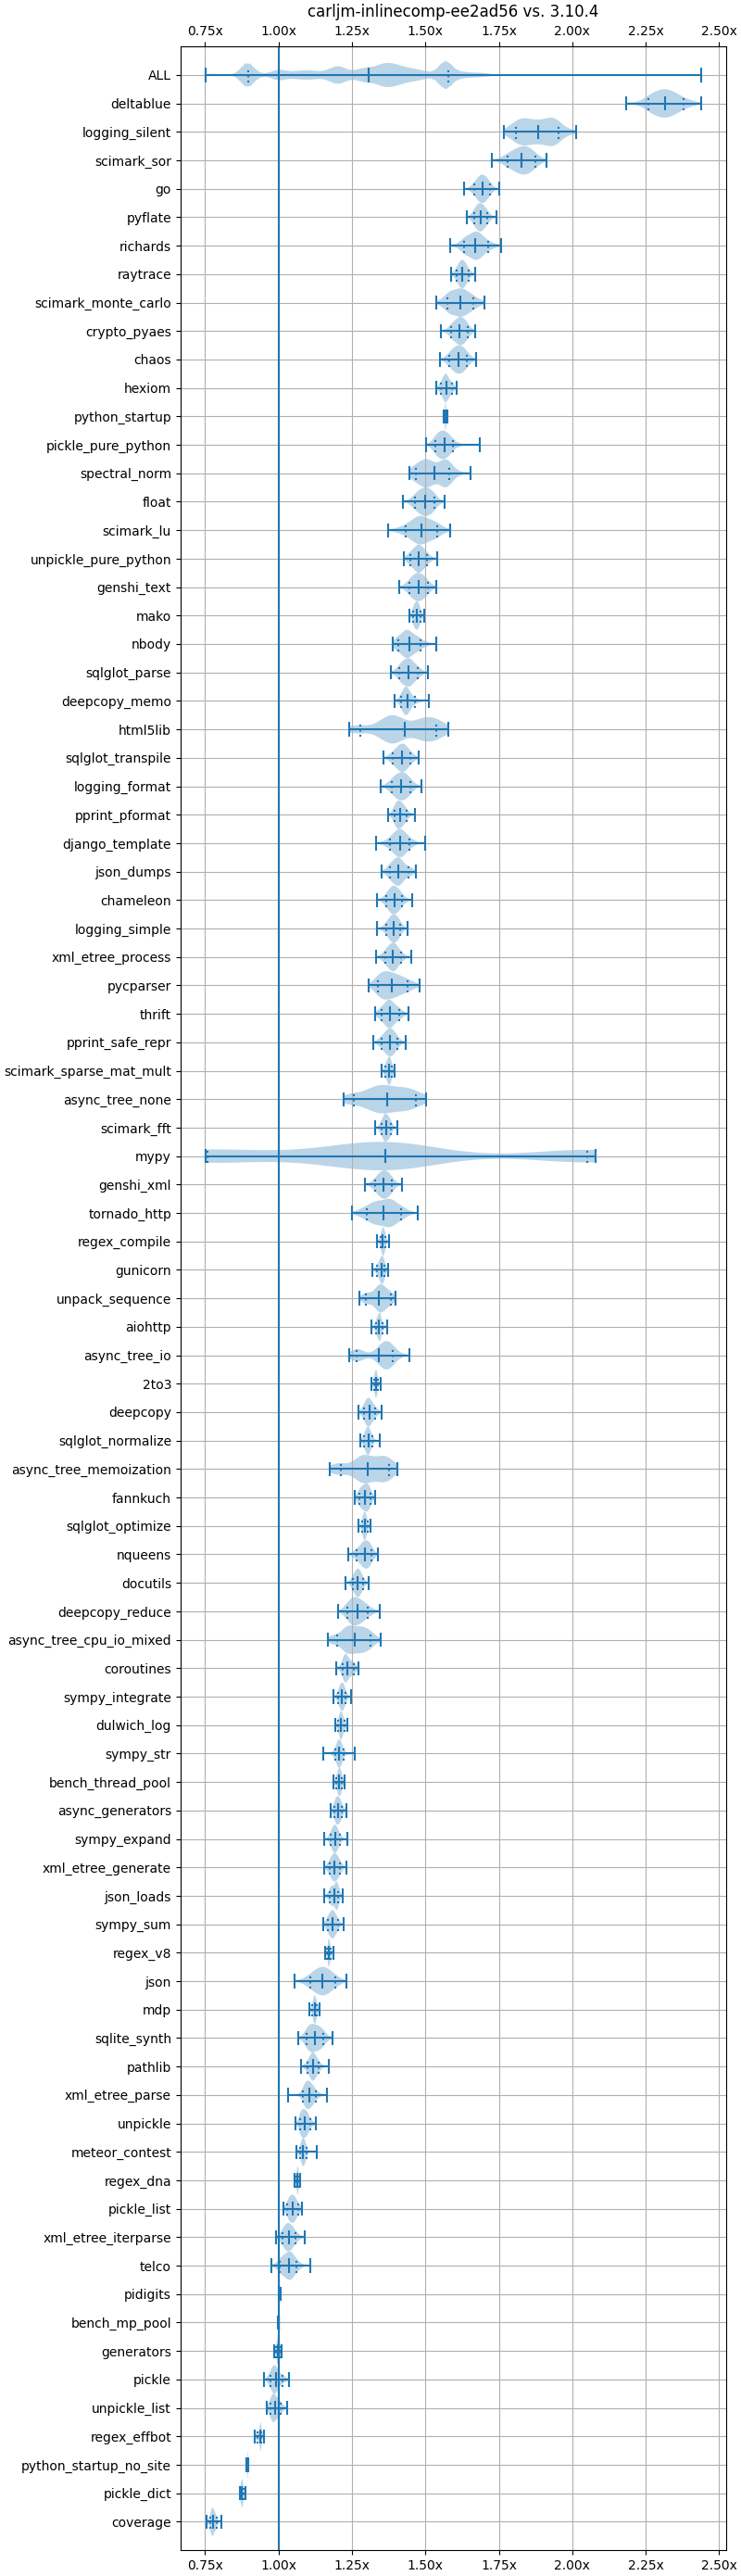 carljm-inlinecomp-ee2ad56 vs. 3.10.4
0.75x 1.00x 1.25x 1.50x 1.75x 2.00x 2.25x 2.50x
ALL
deltablue
logging_silent
scimark_sor
go
pyflate
richards
raytrace
scimark_monte_carlo
crypto_pyaes
chaos
hexiom
python_startup
pickle_pure_python
spectral_norm
float
scimark_lu
unpickle_pure_python
genshi_text
mako
nbody
sqlglot_parse
deepcopy_memo
html5lib
sqlglot_transpile
logging_format
pprint_pformat
django_template
json_dumps
chameleon
logging_simple
xml_etree_process
pycparser
thrift
pprint_safe_repr
scimark_sparse_mat_mult
async_tree_none
scimark_fft
mypy
genshi_xml
tornado_http
regex_compile
gunicorn
unpack_sequence
aiohttp
async_tree_io
2to3
deepcopy
sqlglot_normalize
async_tree_memoization
fannkuch
sqlglot_optimize
nqueens
docutils
deepcopy_reduce
async_tree_cpu_io_mixed
coroutines
sympy_integrate
dulwich_log
sympy_str
bench_thread_pool
async_generators
sympy_expand
xml_etree_generate
json_loads
sympy_sum
regex_v8
json
mdp
sqlite_synth
pathlib
xml_etree_parse
unpickle
meteor_contest
regex_dna
pickle_list
xml_etree_iterparse
telco
pidigits
bench_mp_pool
generators
pickle
unpickle_list
regex_effbot
python_startup_no_site
pickle_dict
coverage
0.75x 1.00x 1.25x 1.50x 1.75x 2.00x 2.25x 2.50x